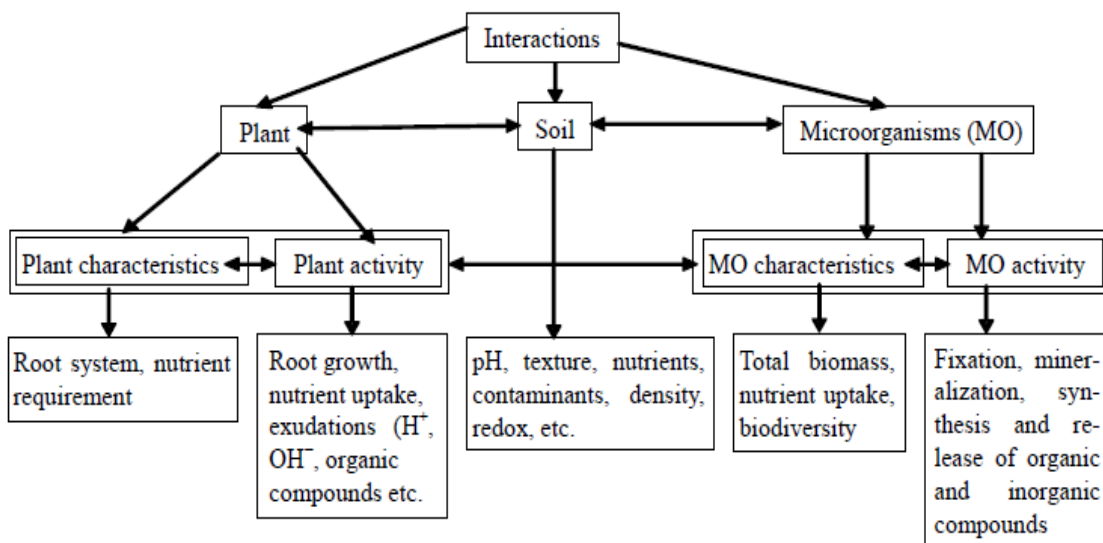 Interactions
Plant
Soil
Microorganisms (MO)
Plant characteristics
Plant activity
MO characteristics
MO activity
Root system, nutrient
requirement
Root growth,
nutrient uptake,
exudations (H⁺,
OH⁻, organic
compounds etc.
pH, texture, nutrients,
contaminants, density,
redox, etc.
Total biomass,
nutrient uptake,
biodiversity
Fixation, miner-
alization, syn-
thesis and re-
lease of organic
and inorganic
compounds